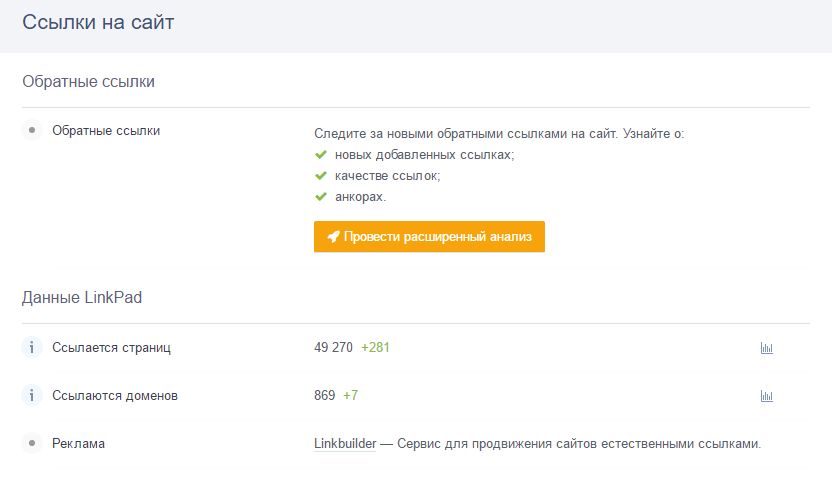 Ссылки на сайт
Обратные ссылки
Обратные ссылки
Следите за новыми обратными ссылками на сайт. Узнайте о:
новых добавленных ссылках;
качестве ссылок;
анкорах.
Провести расширенный анализ
Данные LinkPad
Ссылается страниц 49 270 +281
Ссылаются доменов 869 +7
Реклама Linkbuilder — Сервис для продвижения сайтов естественными ссылками.